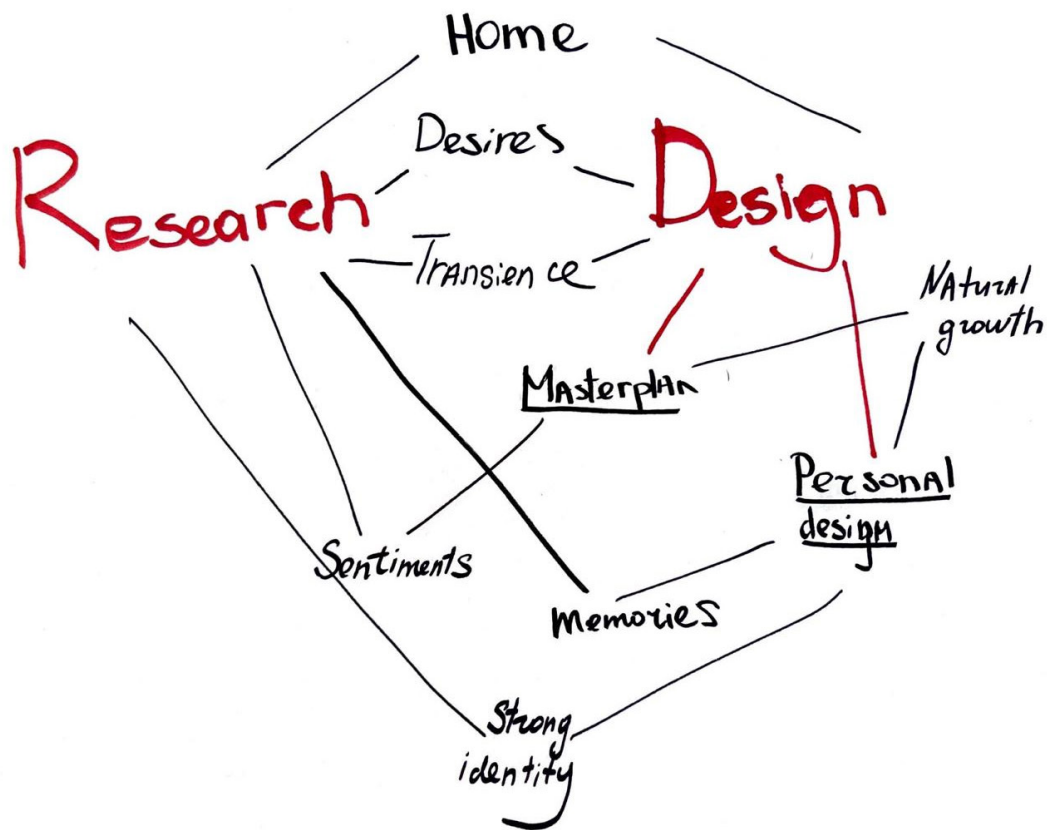 Home
Desires
Research
Design
Transience
Natural
growth
Masterplan
Personal
design
Sentiments
Memories
Strong
identity